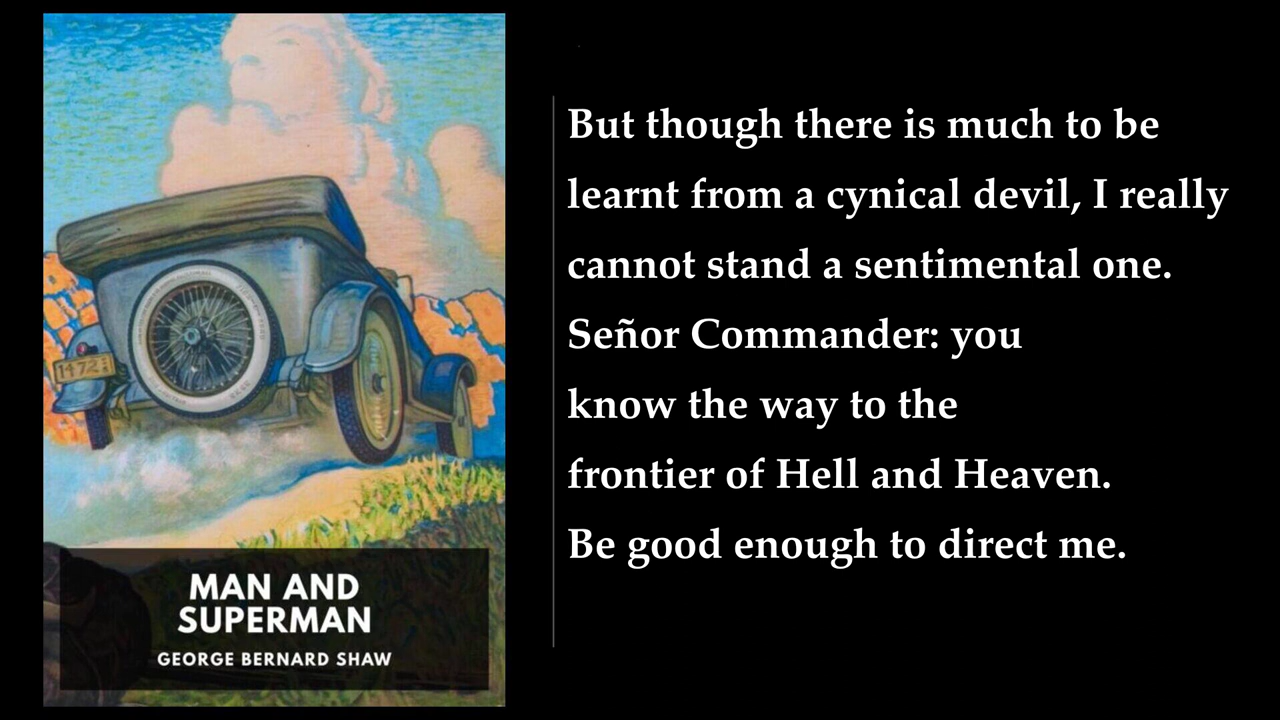 But though there is much to be
learnt from a cynical devil, I really
cannot stand a sentimental one.
Señor Commander: you
know the way to the
frontier of Hell and Heaven.
Be good enough to direct me.
1472
MAN AND
SUPERMAN
GEORGE BERNARD SHAW